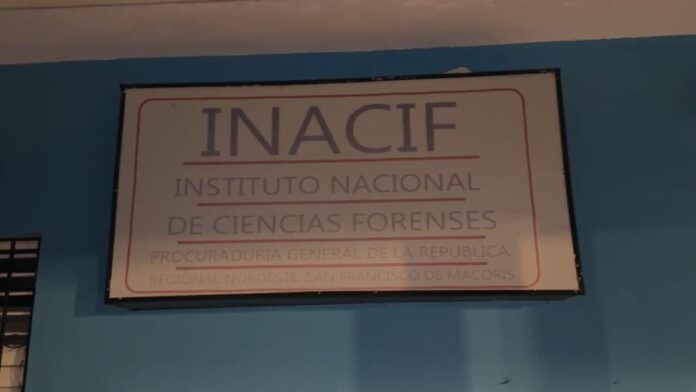 INACIF
INSTITUTO NACIONAL
DE CIENCIAS FORENSES
PROCURADURIA GENERAL DE LA REPUBLICA
REGIONAL NORDESTE-SAN FRANCISCO DE MACORIS